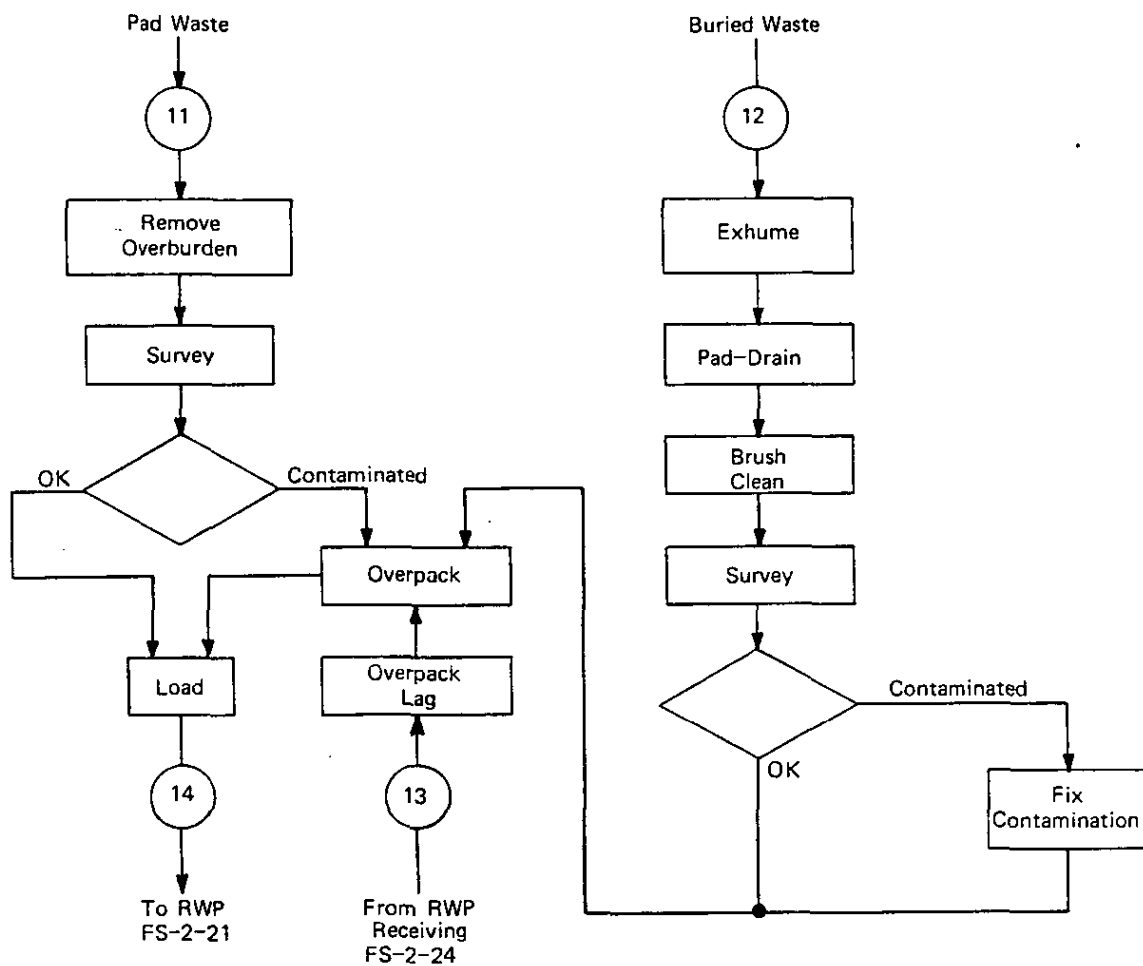 Pad Waste
11
Remove
Overburden
Survey
OK
Contaminated
Overpack
Load
Overpack
Lag
14
13
To RWP
FS-2-21
From RWP
Receiving
FS-2-24
Buried Waste
12
Exhume
Pad-Drain
Brush
Clean
Survey
Contaminated
OK
Fix
Contamination